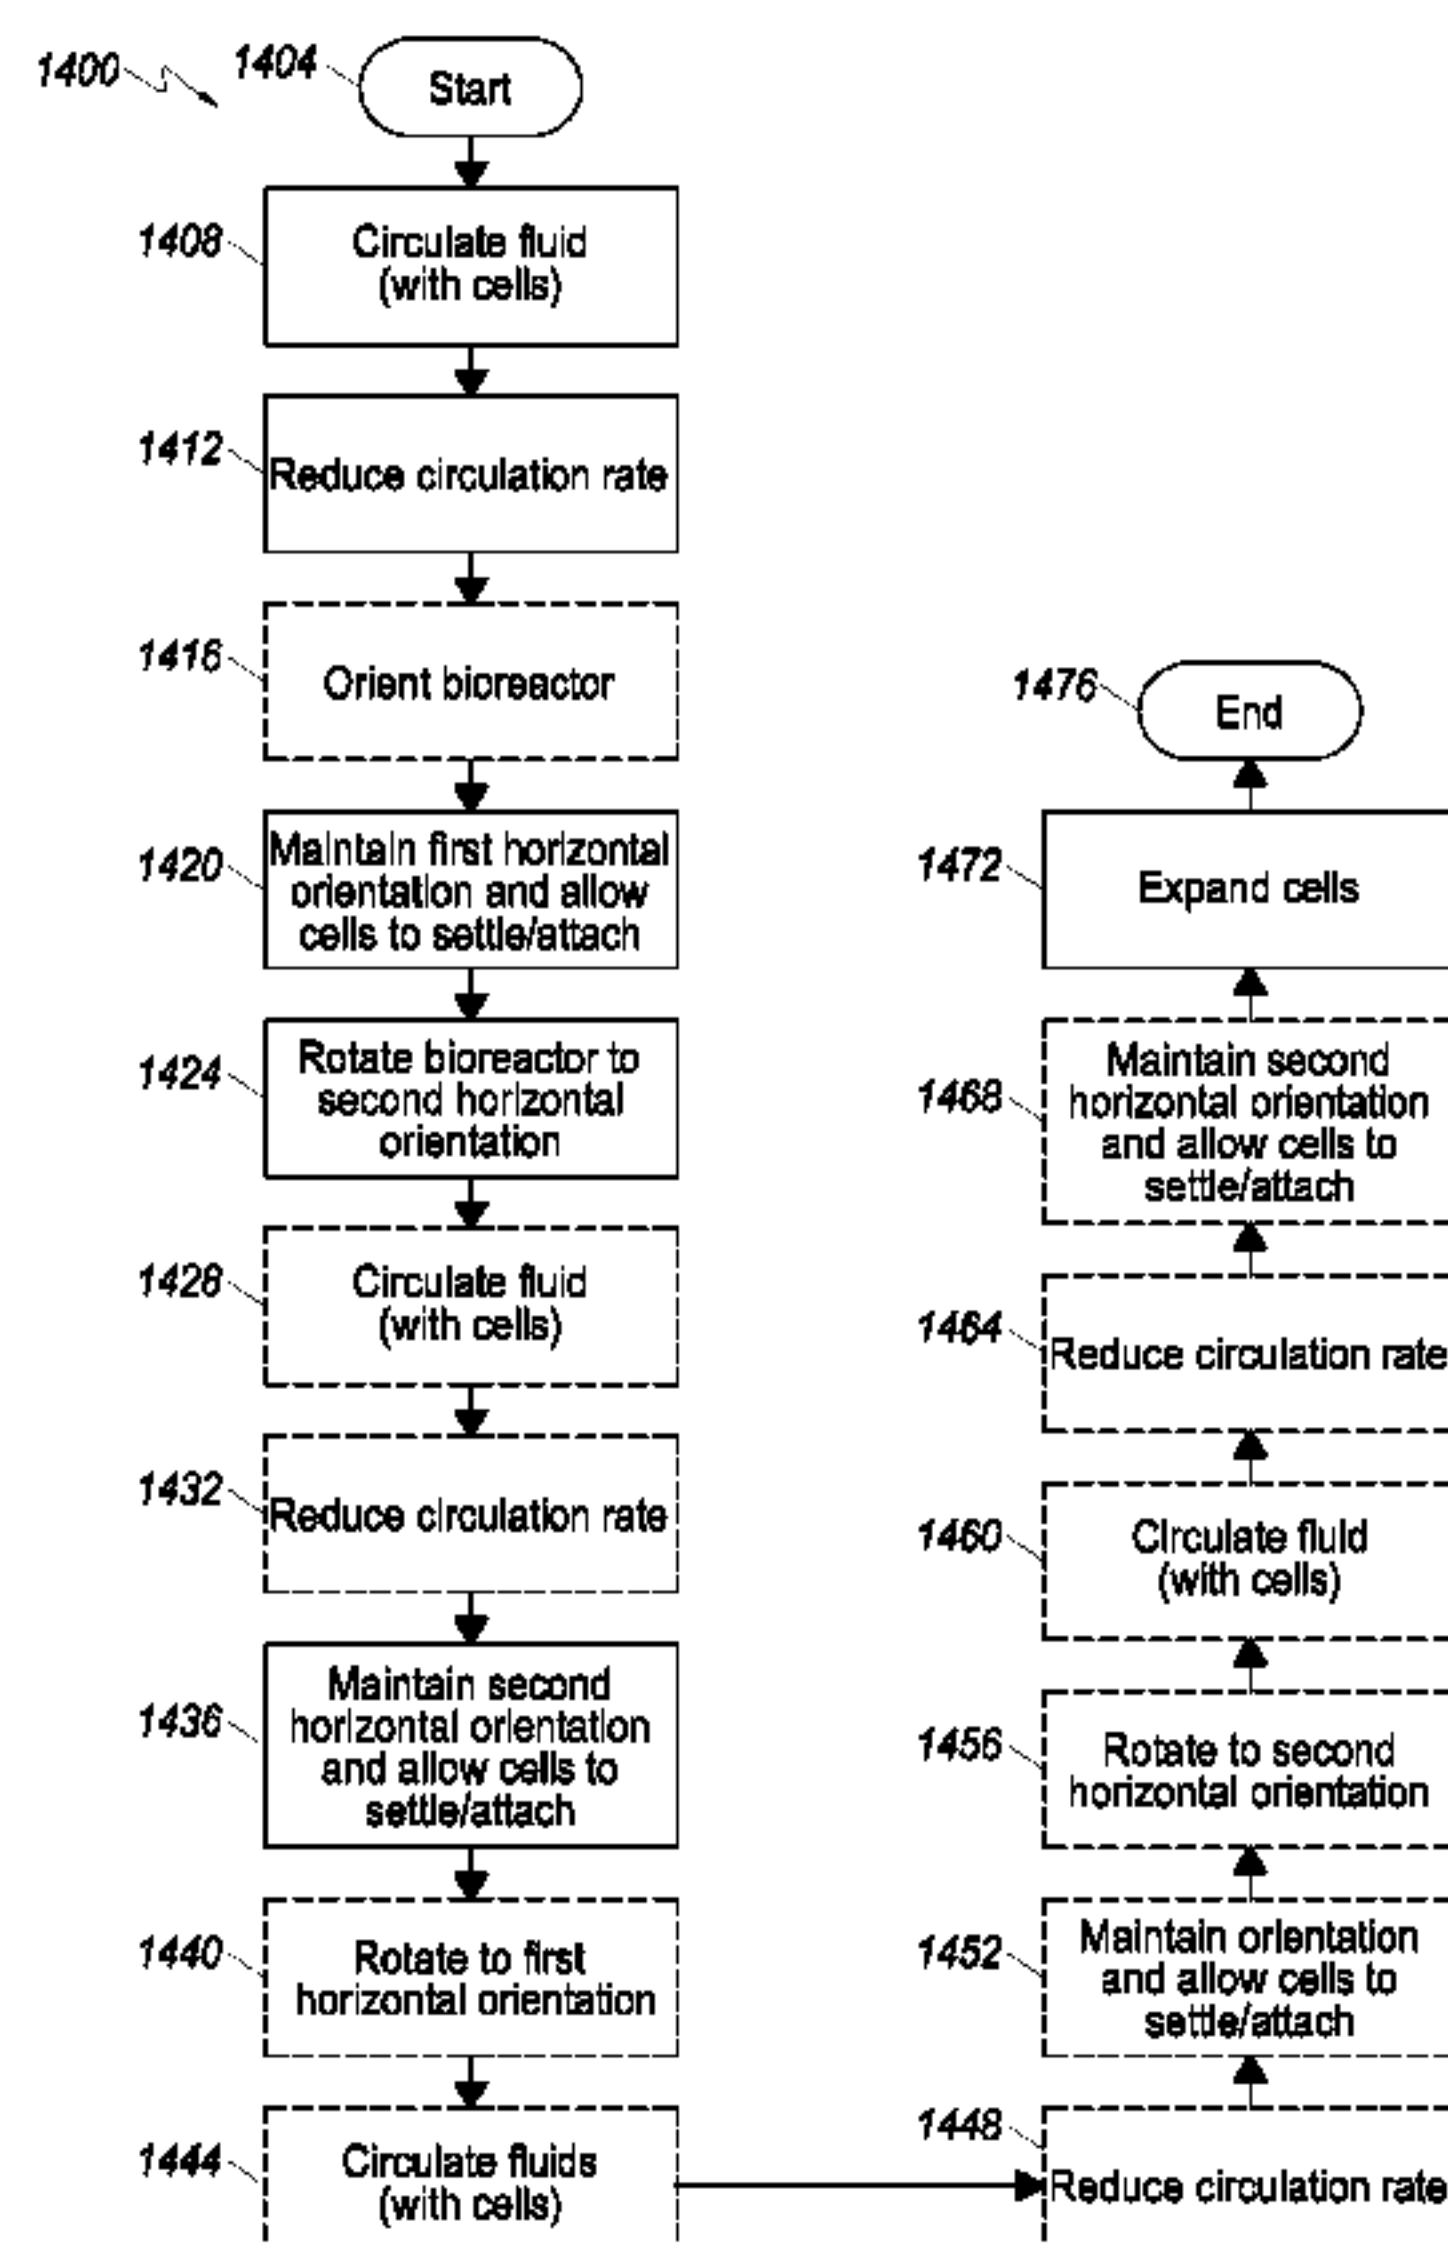 1400
1404
Start
1408
Circulate fluid
(with cells)
1412
Reduce circulation rate
1416
Orient bioreactor
1420
Maintain first horizontal
orientation and allow
cells to settle/attach
1424
Rotate bioreactor to
second horizontal
orientation
1428
Circulate fluid
(with cells)
1432
Reduce circulation rate
1436
Maintain second
horizontal orientation
and allow cells to
settle/attach
1440
Rotate to first
horizontal orientation
1444
Circulate fluids
(with cells)
1448
Reduce circulation rate
1452
Maintain orientation
and allow cells to
settle/attach
1456
Rotate to second
horizontal orientation
1460
Circulate fluid
(with cells)
1464
Reduce circulation rate
1468
Maintain second
horizontal orientation
and allow cells to
settle/attach
1472
Expand cells
1476
End